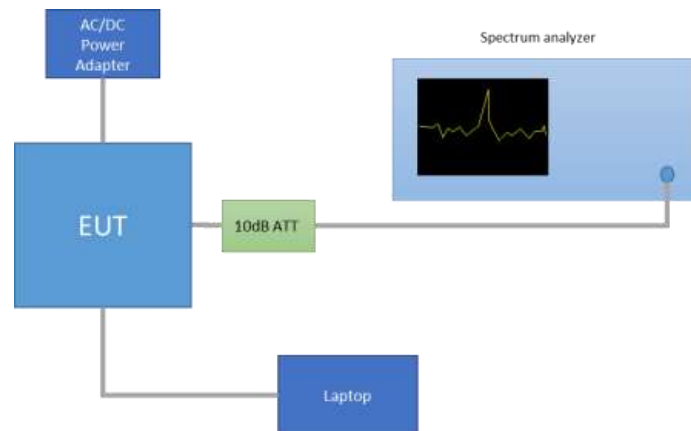 AC/DC
Power
Adapter
Spectrum analyzer
EUT
10dB ATT
Laptop